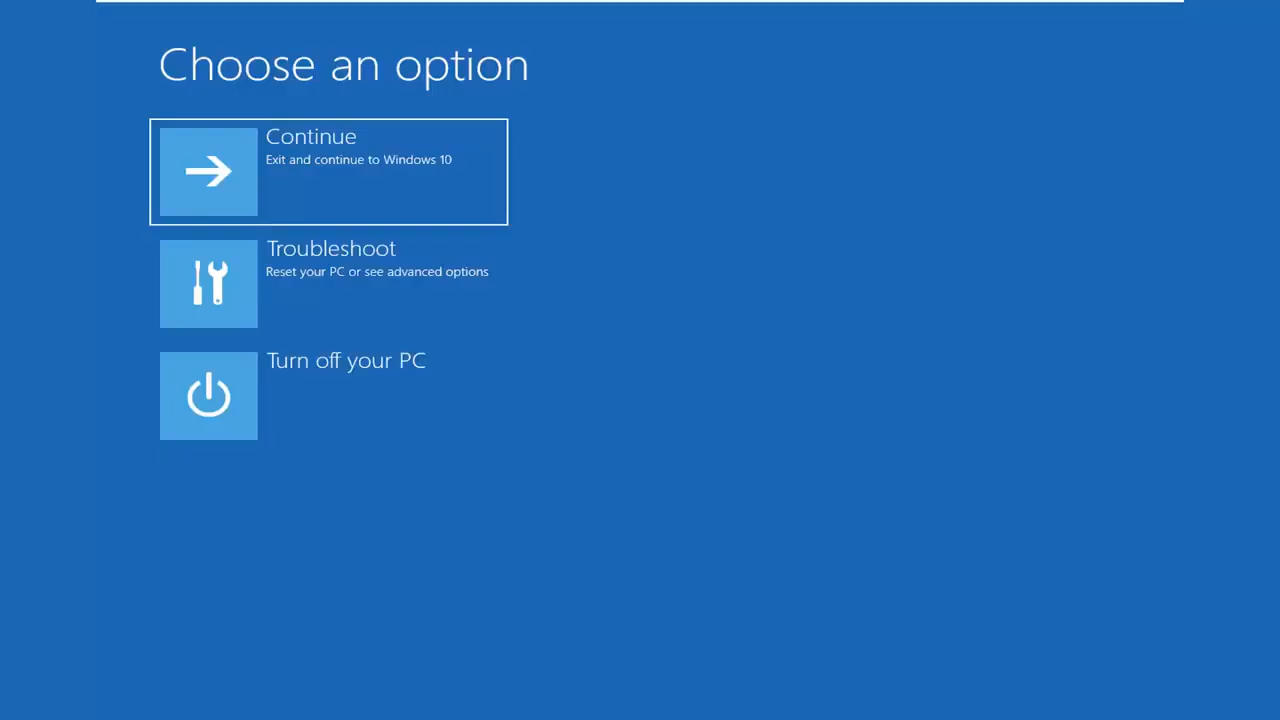 Choose an option
Continue
Exit and continue to Windows 10
Troubleshoot
Reset your PC or see advanced options
Turn off your PC